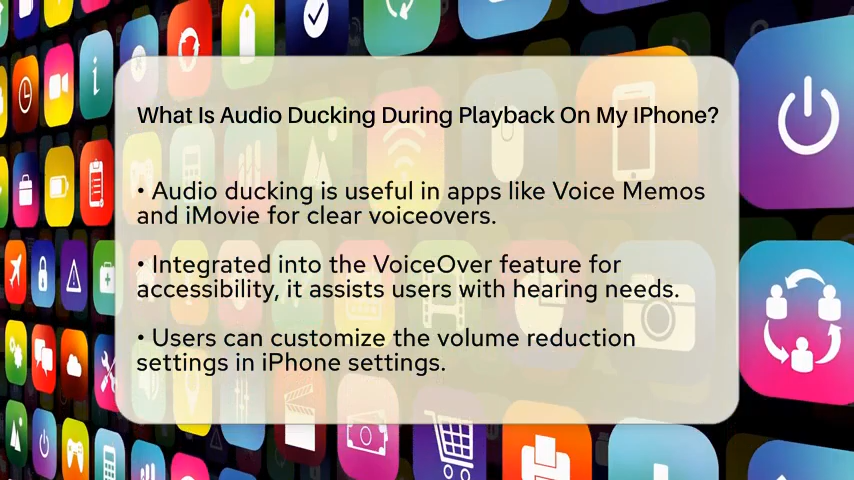 What Is Audio Ducking During Playback On My IPhone?
• Audio ducking is useful in apps like Voice Memos
and iMovie for clear voiceovers.
• Integrated into the VoiceOver feature for
accessibility, it assists users with hearing needs.
• Users can customize the volume reduction
settings in iPhone settings.